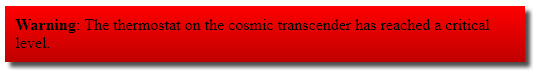 Warning: The thermostat on the cosmic transcender has reached a critical
level.